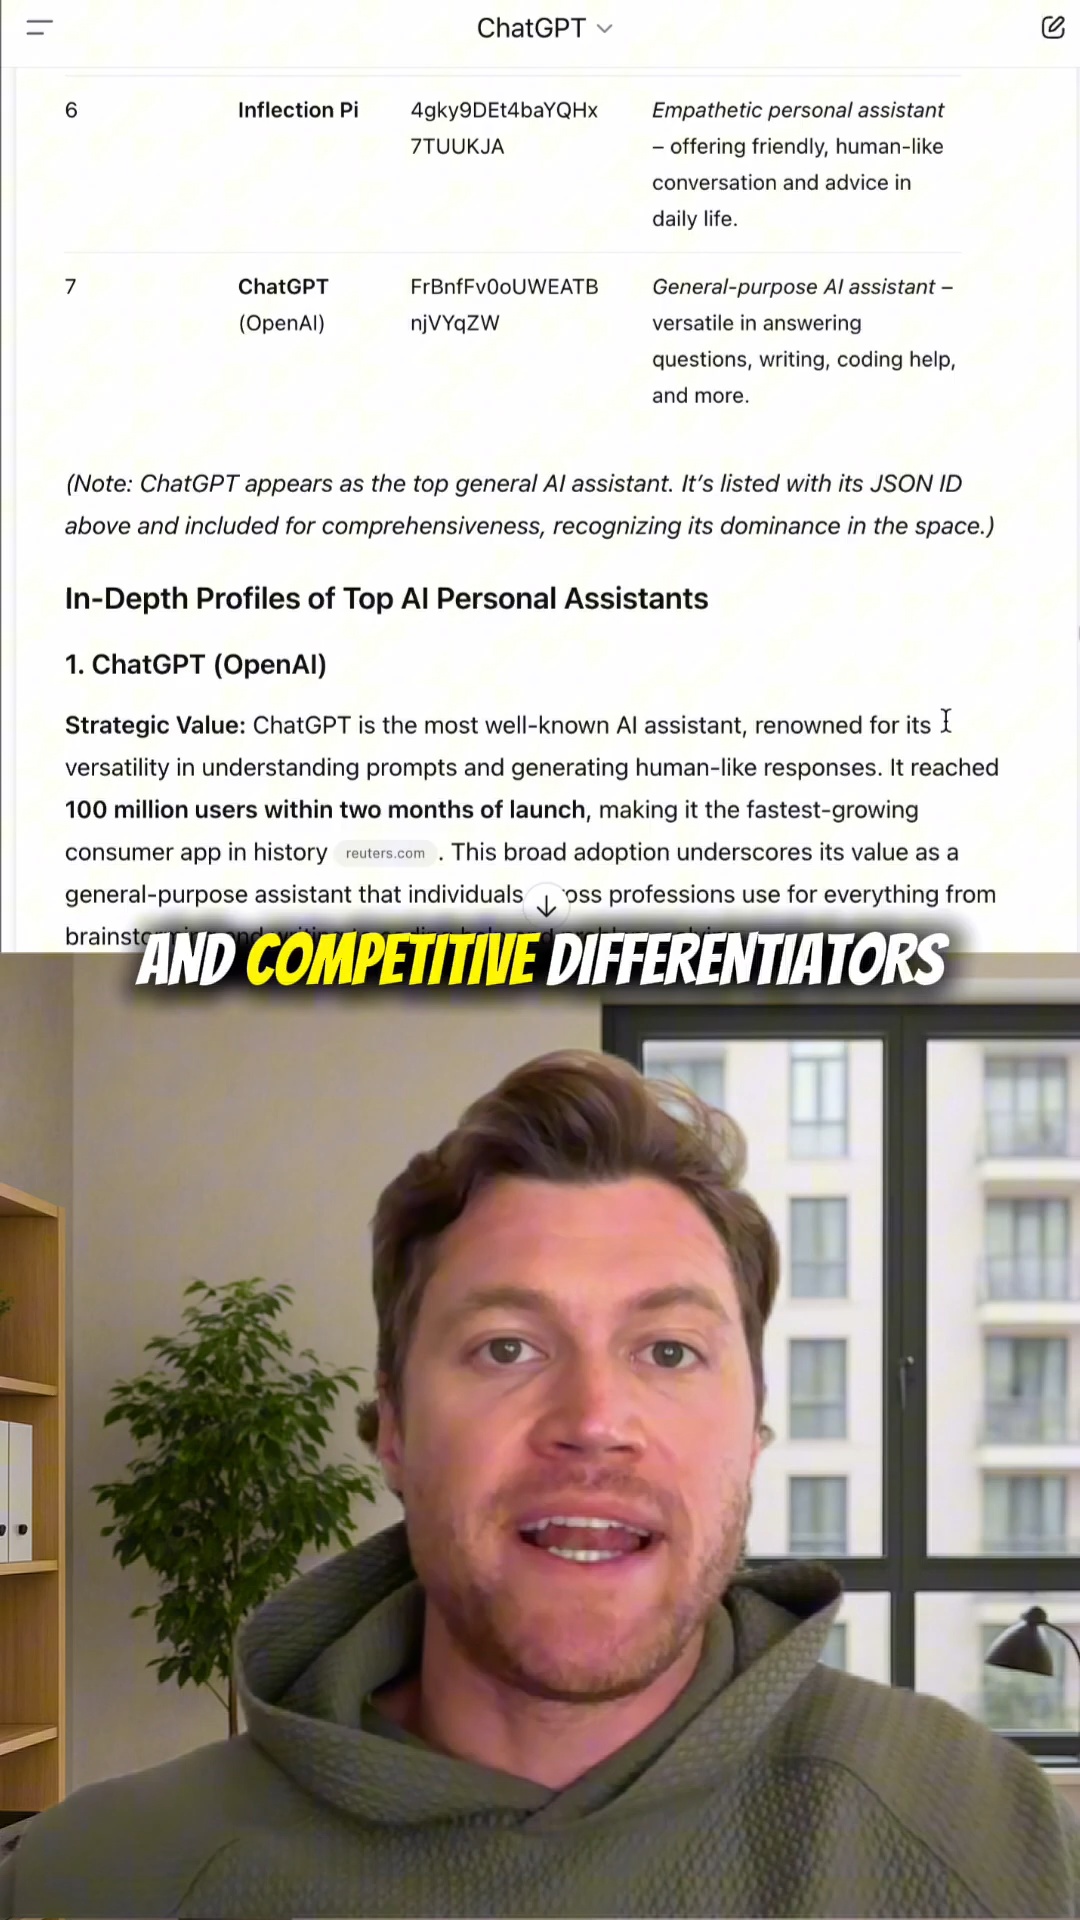 ChatGPT
6 Inflection Pi 4gky9DEt4baYQHx Empathetic personal assistant
7TUUKJA – offering friendly, human-like
conversation and advice in
daily life.
7 ChatGPT FrBnfFv0oUWEATB General-purpose AI assistant –
(OpenAI) njVYqZW versatile in answering
questions, writing, coding help,
and more.
(Note: ChatGPT appears as the top general AI assistant. It’s listed with its JSON ID
above and included for comprehensiveness, recognizing its dominance in the space.)
In-Depth Profiles of Top AI Personal Assistants
1. ChatGPT (OpenAI)
Strategic Value: ChatGPT is the most well-known AI assistant, renowned for its
versatility in understanding prompts and generating human-like responses. It reached
100 million users within two months of launch, making it the fastest-growing
consumer app in history reuters.com . This broad adoption underscores its value as a
general-purpose assistant that individuals oss professions use for everything from
AND COMPETITIVE DIFFERENTIATORS